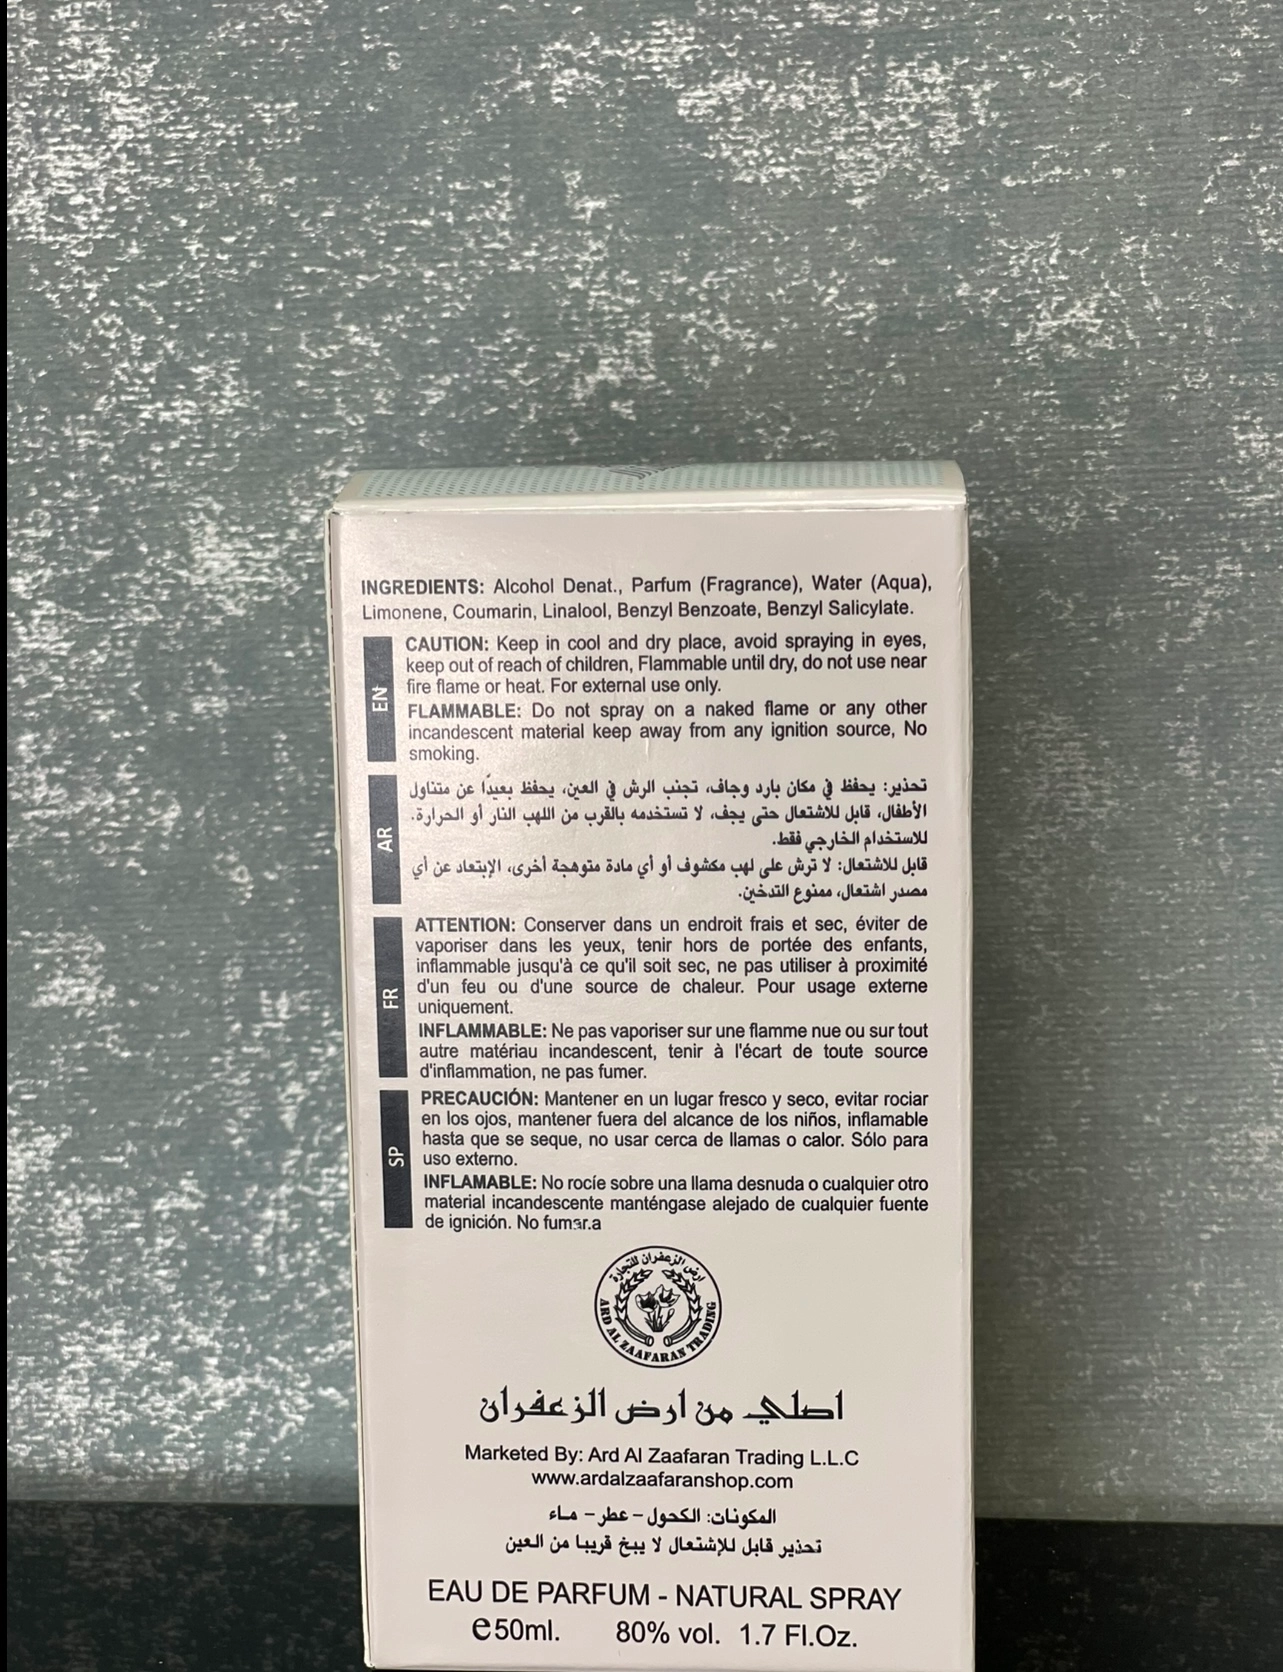 INGREDIENTS: Alcohol Denat., Parfum (Fragrance), Water (Aqua),
Limonene, Coumarin, Linalool, Benzyl Benzoate, Benzyl Salicylate.
EN
CAUTION: Keep in cool and dry place, avoid spraying in eyes,
keep out of reach of children, Flammable until dry, do not use near
fire flame or heat. For external use only.
FLAMMABLE: Do not spray on a naked flame or any other
incandescent material keep away from any ignition source, No
smoking.
AR
تحذير: يحفظ في مكان بارد وجاف، تجنب الرش في العين، يحفظ بعيدًا عن متناول
الأطفال، قابل للاشتعال حتى يجف، لا تستخدمه بالقرب من اللهب النار أو الحرارة.
للاستخدام الخارجي فقط.
قابل للاشتعال: لا ترش على لهب مكشوف أو أي مادة متوهجة أخرى، الإبتعاد عن أي
مصدر اشتعال، ممنوع التدخين.
FR
ATTENTION: Conserver dans un endroit frais et sec, éviter de
vaporiser dans les yeux, tenir hors de portée des enfants,
inflammable jusqu'à ce qu'il soit sec, ne pas utiliser à proximité
d'un feu ou d'une source de chaleur. Pour usage externe
uniquement.
INFLAMMABLE: Ne pas vaporiser sur une flamme nue ou sur tout
autre matériau incandescent, tenir à l'écart de toute source
d'inflammation, ne pas fumer.
SP
PRECAUCIÓN: Mantener en un lugar fresco y seco, evitar rociar
en los ojos, mantener fuera del alcance de los niños, inflamable
hasta que se seque, no usar cerca de llamas o calor. Sólo para
uso externo.
INFLAMABLE: No rocíe sobre una llama desnuda o cualquier otro
material incandescente manténgase alejado de cualquier fuente
de ignición. No fumar.a
ارض الزعفران للتجارة
ARD AL ZAAFARAN TRADING
اصلي من ارض الزعفران
Marketed By: Ard Al Zaafaran Trading L.L.C
www.ardalzaafaranshop.com
المكونات: الكحول – عطر – ماء
تحذير قابل للإشتعال لا يبخ قريبا من العين
EAU DE PARFUM - NATURAL SPRAY
e50ml. 80% vol. 1.7 Fl.Oz.